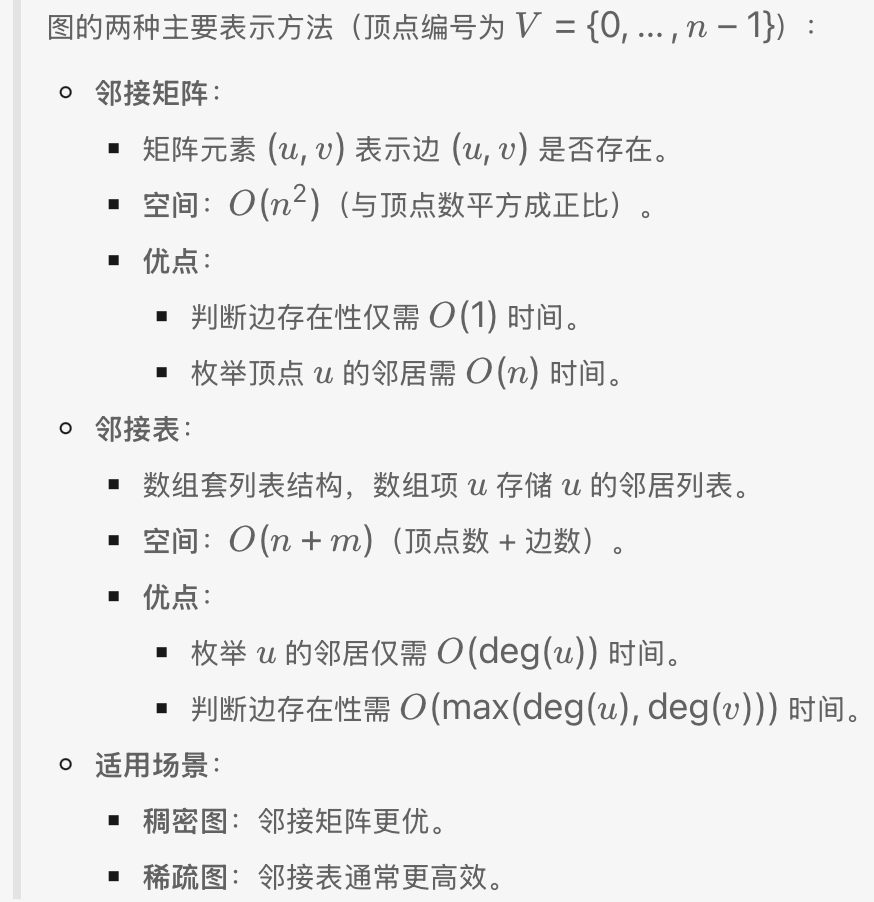 图的两种主要表示方法（顶点编号为 V = {0, … , n − 1}）：
邻接矩阵：
矩阵元素 (u, v) 表示边 (u, v) 是否存在。
空间：O(n²)（与顶点数平方成正比）。
优点：
判断边存在性仅需 O(1) 时间。
枚举顶点 u 的邻居需 O(n) 时间。
邻接表：
数组套列表结构，数组项 u 存储 u 的邻居列表。
空间：O(n + m)（顶点数 + 边数）。
优点：
枚举 u 的邻居仅需 O(deg(u)) 时间。
判断边存在性需 O(max(deg(u), deg(v))) 时间。
适用场景：
稠密图：邻接矩阵更优。
稀疏图：邻接表通常更高效。